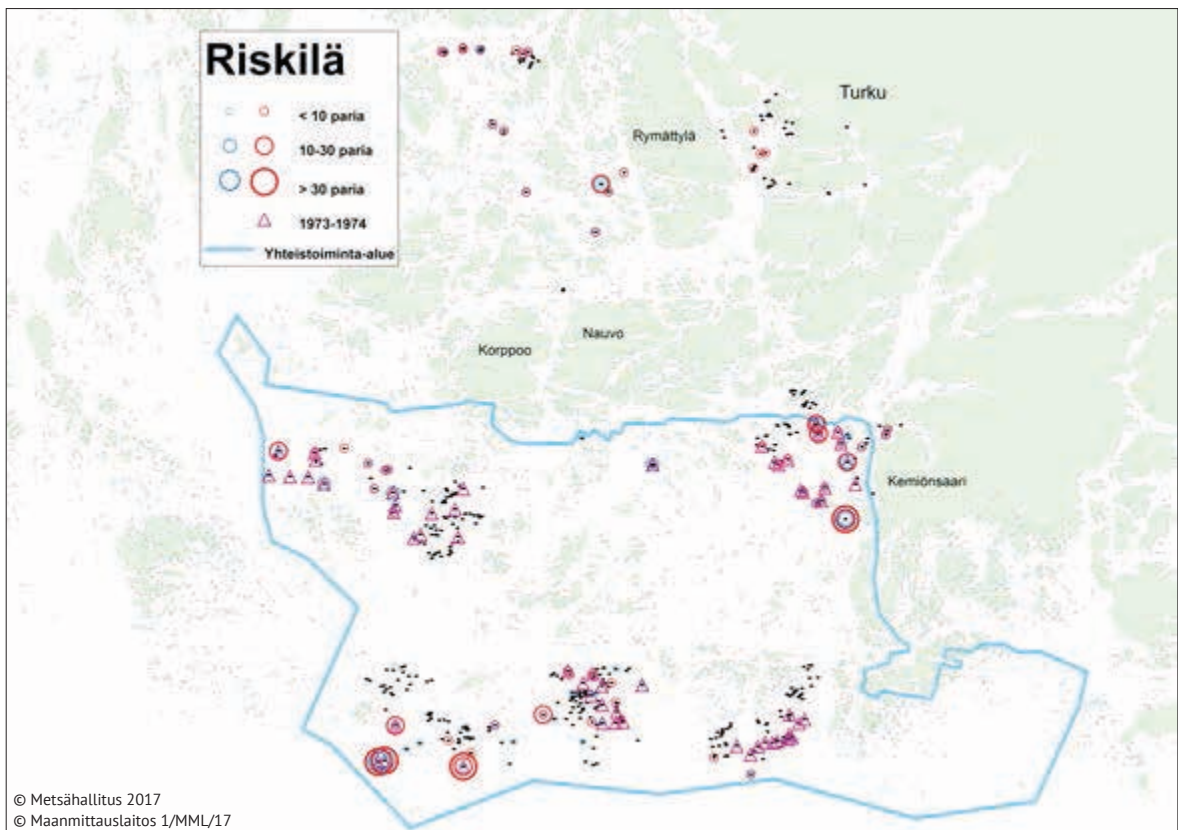 Riskilä
< 10 paria
10-30 paria
> 30 paria
1973-1974
Yhteistoiminta-alue
Turku
Rymättylä
Nauvo
Korppoo
Kemiönsaari
© Metsähallitus 2017
© Maanmittauslaitos 1/MML/17